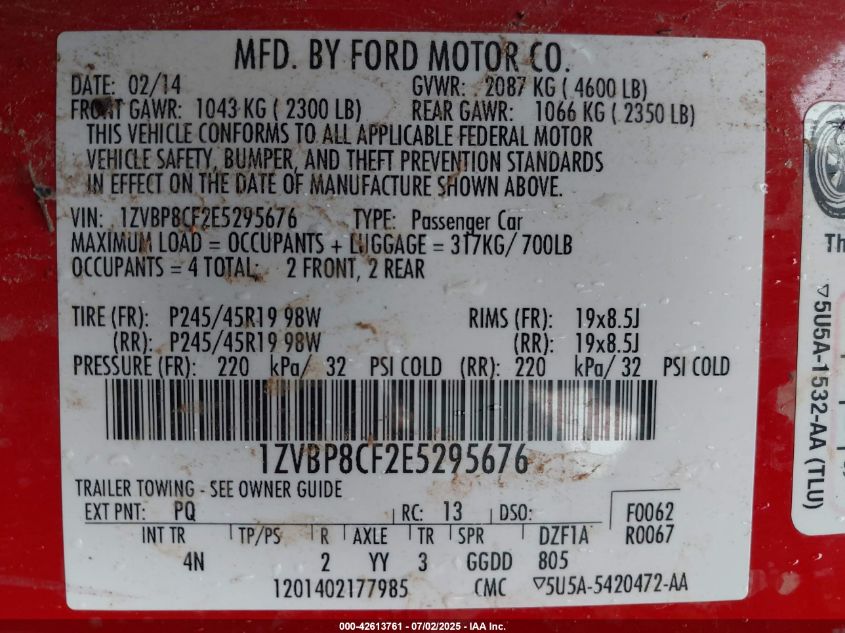 MFD. BY FORD MOTOR CO.
DATE: 02/14 GVWR: 2087 KG ( 4600 LB)
FRONT GAWR: 1043 KG ( 2300 LB) REAR GAWR: 1066 KG ( 2350 LB)
THIS VEHICLE CONFORMS TO ALL APPLICABLE FEDERAL MOTOR
VEHICLE SAFETY, BUMPER, AND THEFT PREVENTION STANDARDS
IN EFFECT ON THE DATE OF MANUFACTURE SHOWN ABOVE.
VIN: 1ZVBP8CF2E5295676 TYPE: Passenger Car
MAXIMUM LOAD = OCCUPANTS + LUGGAGE = 317KG/ 700LB
OCCUPANTS = 4 TOTAL: 2 FRONT, 2 REAR
TIRE (FR): P245/45R19 98W RIMS (FR): 19x8.5J
(RR): P245/45R19 98W (RR): 19x8.5J
PRESSURE (FR): 220 kPa/ 32 PSI COLD (RR): 220 kPa/ 32 PSI COLD
1ZVBP8CF2E5295676
TRAILER TOWING - SEE OWNER GUIDE
EXT PNT: PQ RC: 13 DSO: F0062
INT TR TP/PS R AXLE TR SPR DZF1A R0067
4N 2 YY 3 GGDD 805
1201402177985 CMC ▽5U5A-5420472-AA
Th
▽5U5A-1532-AA (TLU)
000-42613761 - 07/02/2025 - IAA Inc.